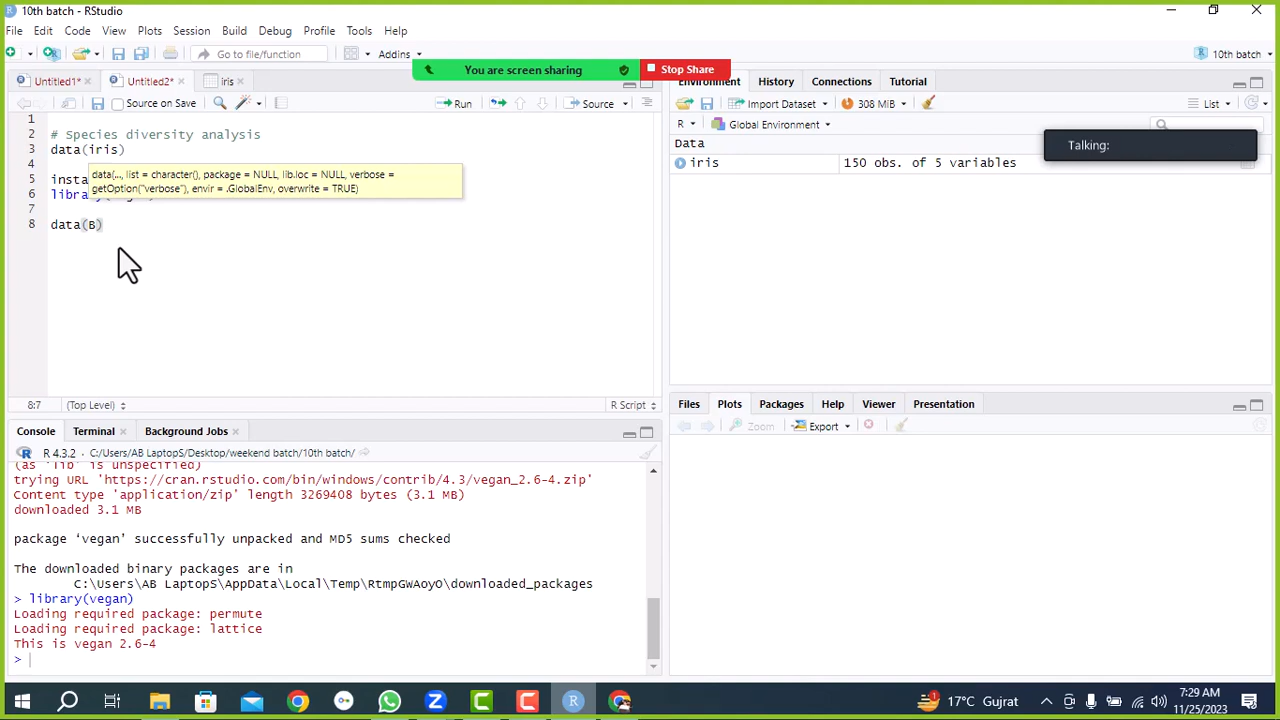 10th batch - RStudio
File Edit Code View Plots Session Build Debug Profile Tools Help
Go to file/function
Addins
10th batch
You are screen sharing
Stop Share
Untitled1*
Untitled2*
iris
Source on Save
Run
Source
1
2 # Species diversity analysis
3 data(iris)
4
data(..., list = character(), package = NULL, lib.loc = NULL, verbose =
getOption("verbose"), envir = .GlobalEnv, overwrite = TRUE)
5 insta
6
7
8 data(B)
8:7 (Top Level)
R Script
Console Terminal Background Jobs
R 4.3.2 · C:/Users/AB LaptopS/Desktop/weekend batch/10th batch/
(as 'lib' is unspecified)
trying URL 'https://cran.rstudio.com/bin/windows/contrib/4.3/vegan_2.6-4.zip'
Content type 'application/zip' length 3269408 bytes (3.1 MB)
downloaded 3.1 MB
package ‘vegan’ successfully unpacked and MD5 sums checked
The downloaded binary packages are in
C:\Users\AB LaptopS\AppData\Local\Temp\RtmpGwAoyO\downloaded_packages
> library(vegan)
Loading required package: permute
Loading required package: lattice
This is vegan 2.6-4
>
Environment History Connections Tutorial
Import Dataset
308 MiB
List
R
Global Environment
Talking:
Data
iris 150 obs. of 5 variables
Files Plots Packages Help Viewer Presentation
Zoom
Export
17°C Gujrat
7:29 AM
11/25/2023